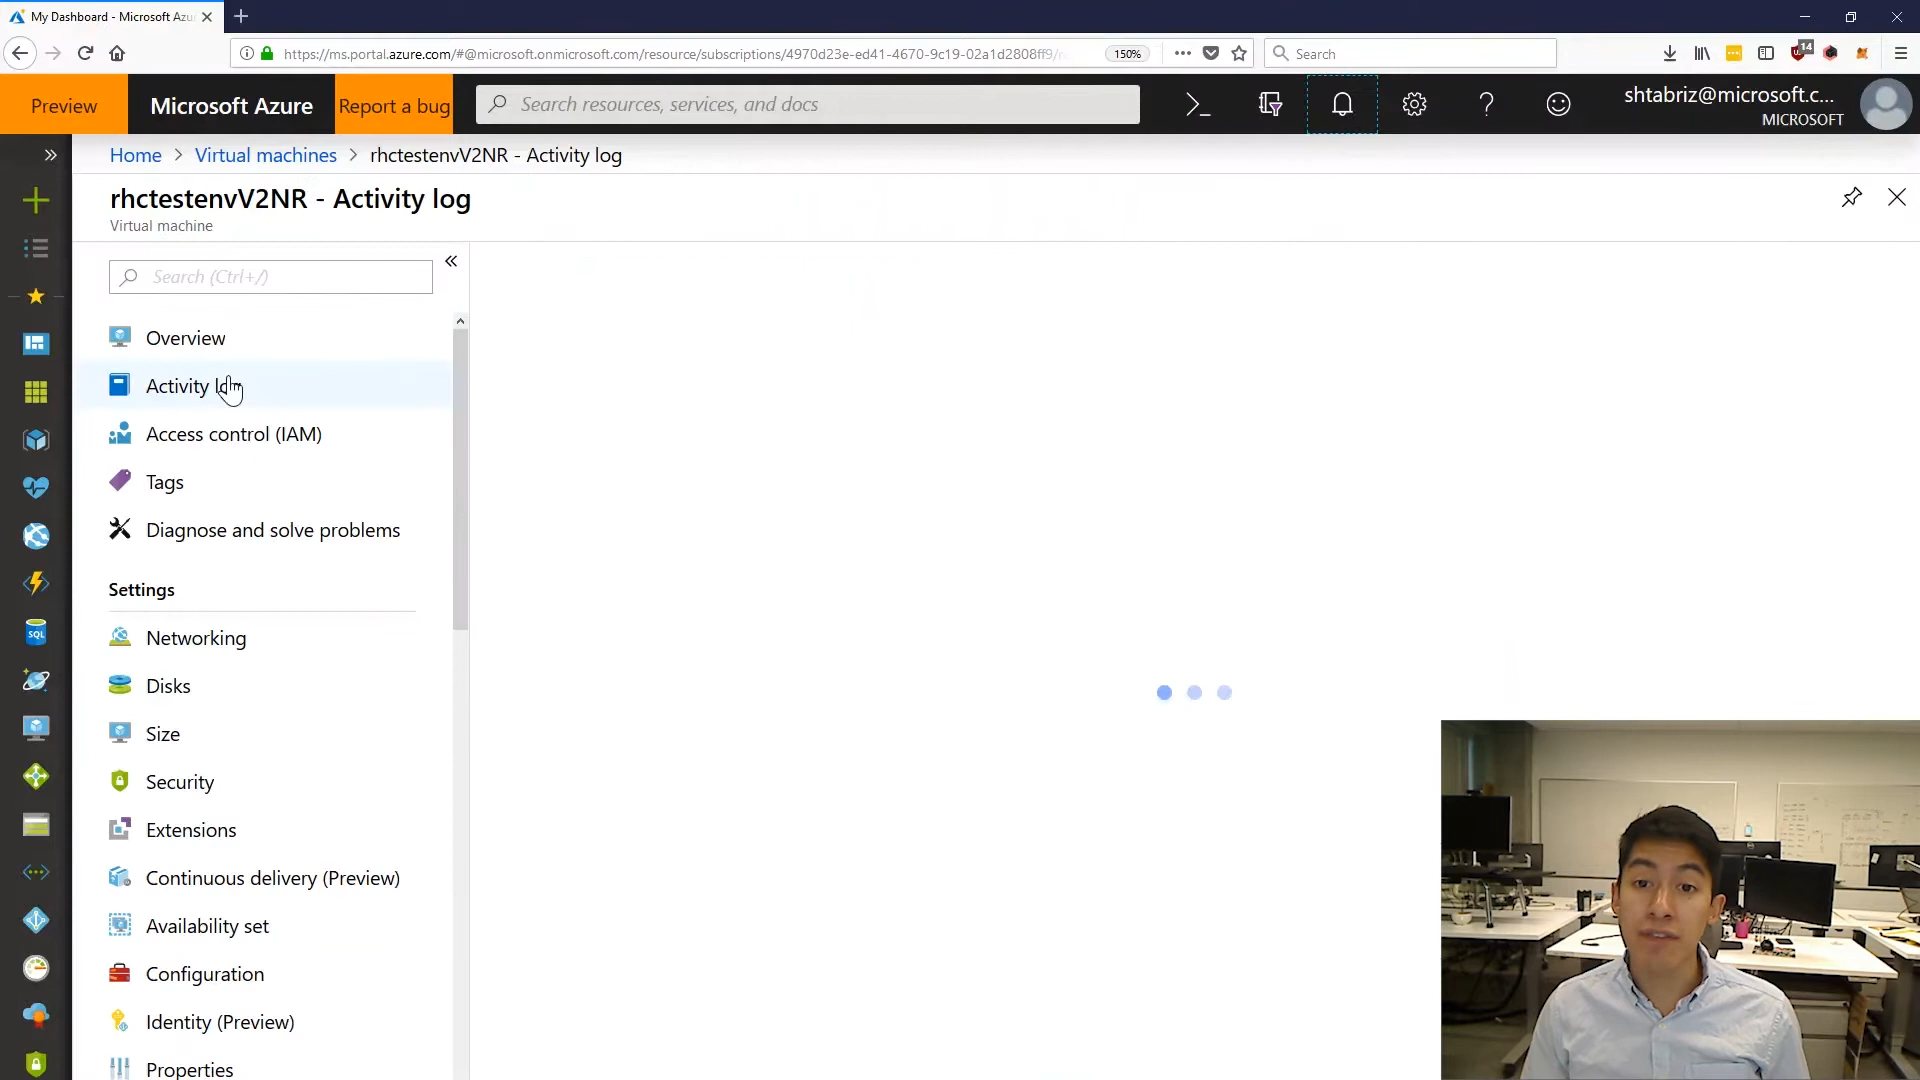 My Dashboard - Microsoft Azu
https://ms.portal.azure.com/#@microsoft.onmicrosoft.com/resource/subscriptions/4970d23e-ed41-4670-9c19-02a1d2808ff9/
150%
Search
14
Preview
Microsoft Azure
Report a bug
Search resources, services, and docs
shtabriz@microsoft.c...
MICROSOFT
Home > Virtual machines > rhctestenvV2NR - Activity log
rhctestenvV2NR - Activity log
Virtual machine
Search (Ctrl+/)
Overview
Activity log
Access control (IAM)
Tags
Diagnose and solve problems
Settings
Networking
Disks
Size
Security
Extensions
Continuous delivery (Preview)
Availability set
Configuration
Identity (Preview)
Properties
SQL